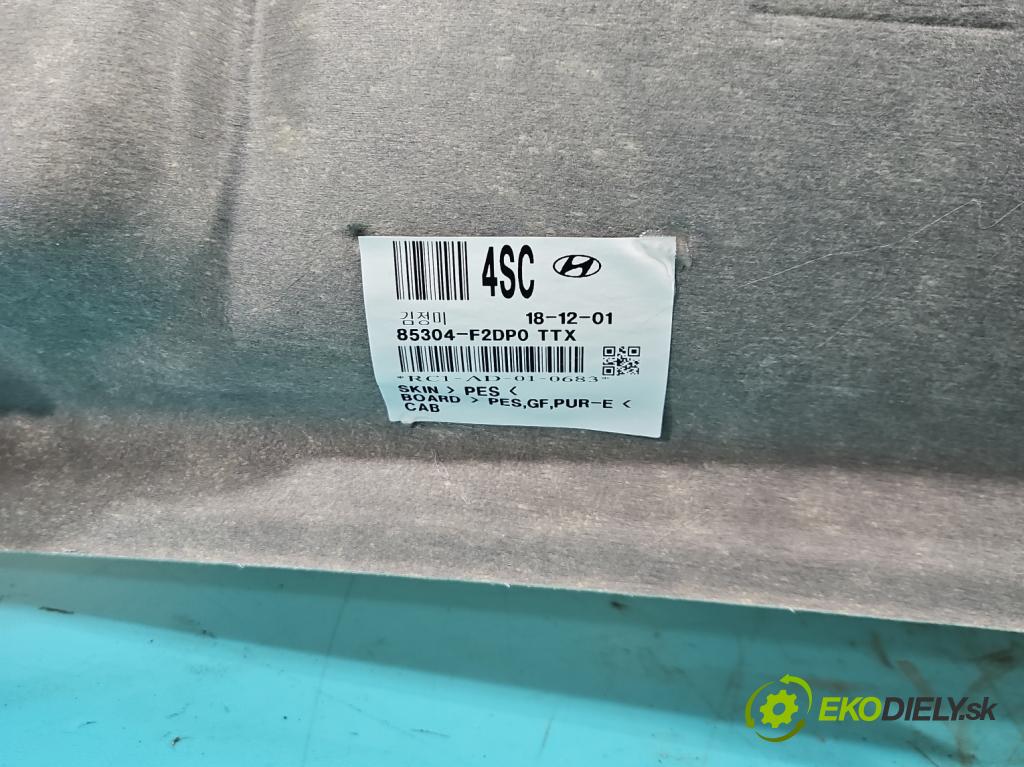 4SC
김정미 18-12-01
85304-F2DP0 TTX
*RC1-AD-01-0683*
SKIN > PES <
BOARD > PES,GF,PUR-E <
CAB
EKODIELY.sk